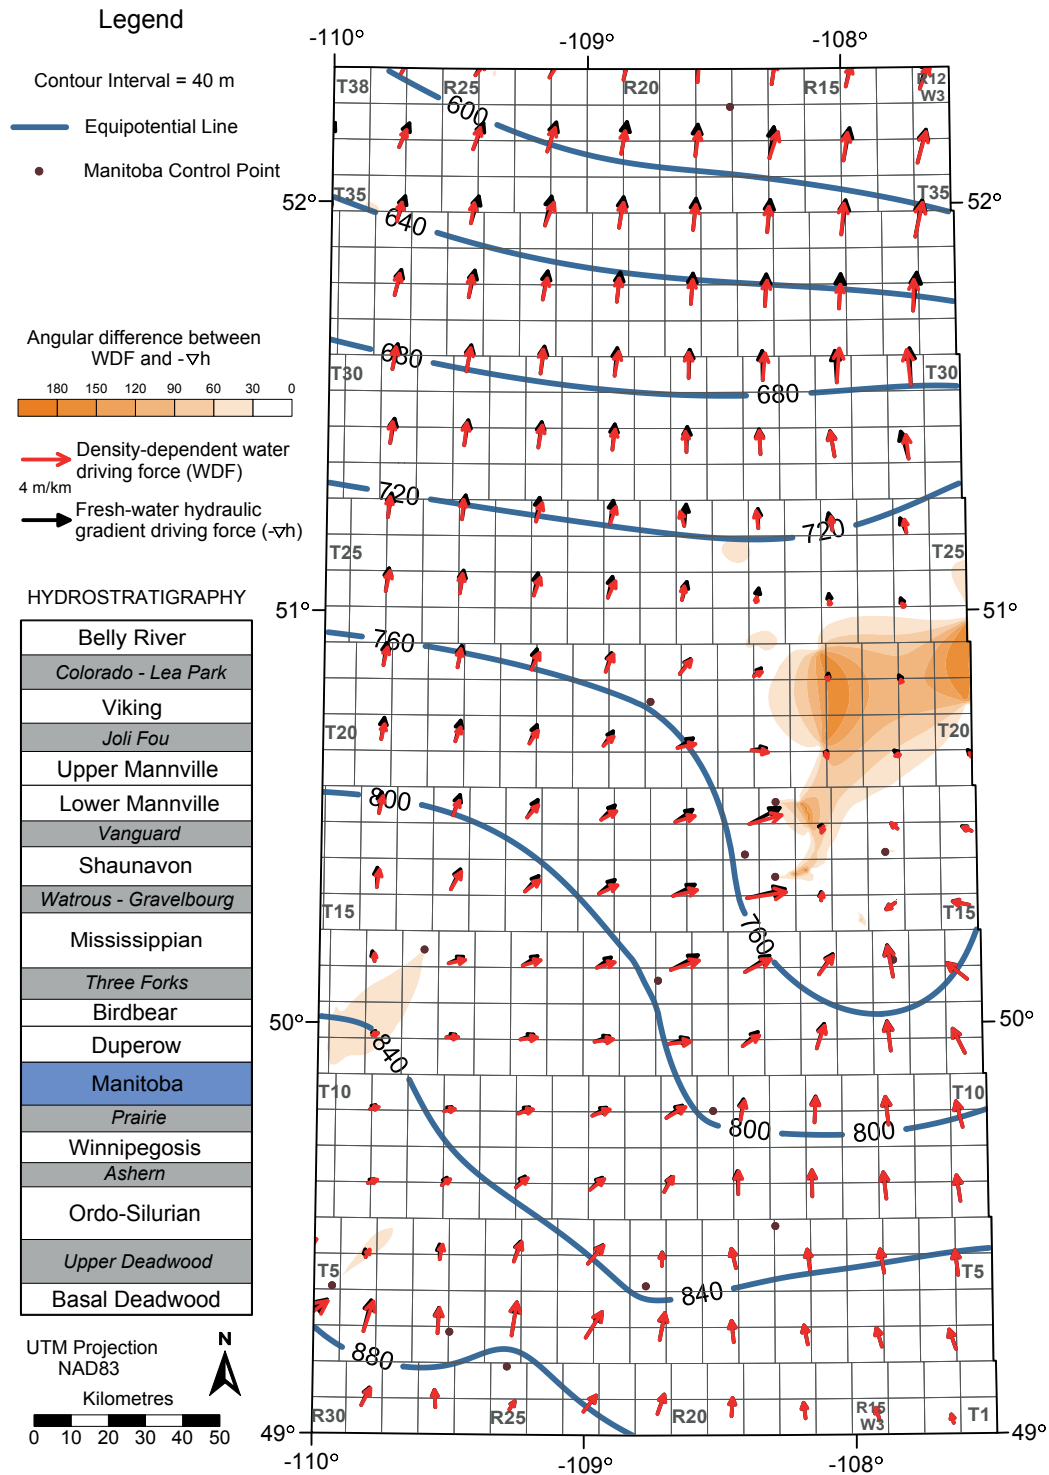 Legend
Contour Interval = 40 m
Equipotential Line
Manitoba Control Point
Angular difference between
WDF and -∇h
180 150 120 90 60 30 0
Density-dependent water
driving force (WDF)
4 m/km
Fresh-water hydraulic
gradient driving force (-∇h)
HYDROSTRATIGRAPHY
Belly River
Colorado - Lea Park
Viking
Joli Fou
Upper Mannville
Lower Mannville
Vanguard
Shaunavon
Watrous - Gravelbourg
Mississippian
Three Forks
Birdbear
Duperow
Manitoba
Prairie
Winnipegosis
Ashern
Ordo-Silurian
Upper Deadwood
Basal Deadwood
UTM Projection
NAD83
N
Kilometres
0 10 20 30 40 50
-110° -109° -108°
T38 R25 R20 R15 R12
W3
600
52° T35 T35 52°
640
680
T30 680 T30
720
720
T25 T25
51° 51°
760
T20 T20
800
T15 T15
760
50° 50°
840
T10 T10
800 800
T5 T5
840
880
R30 R25 R20 R15
W3 T1
49° 49°
-110° -109° -108°